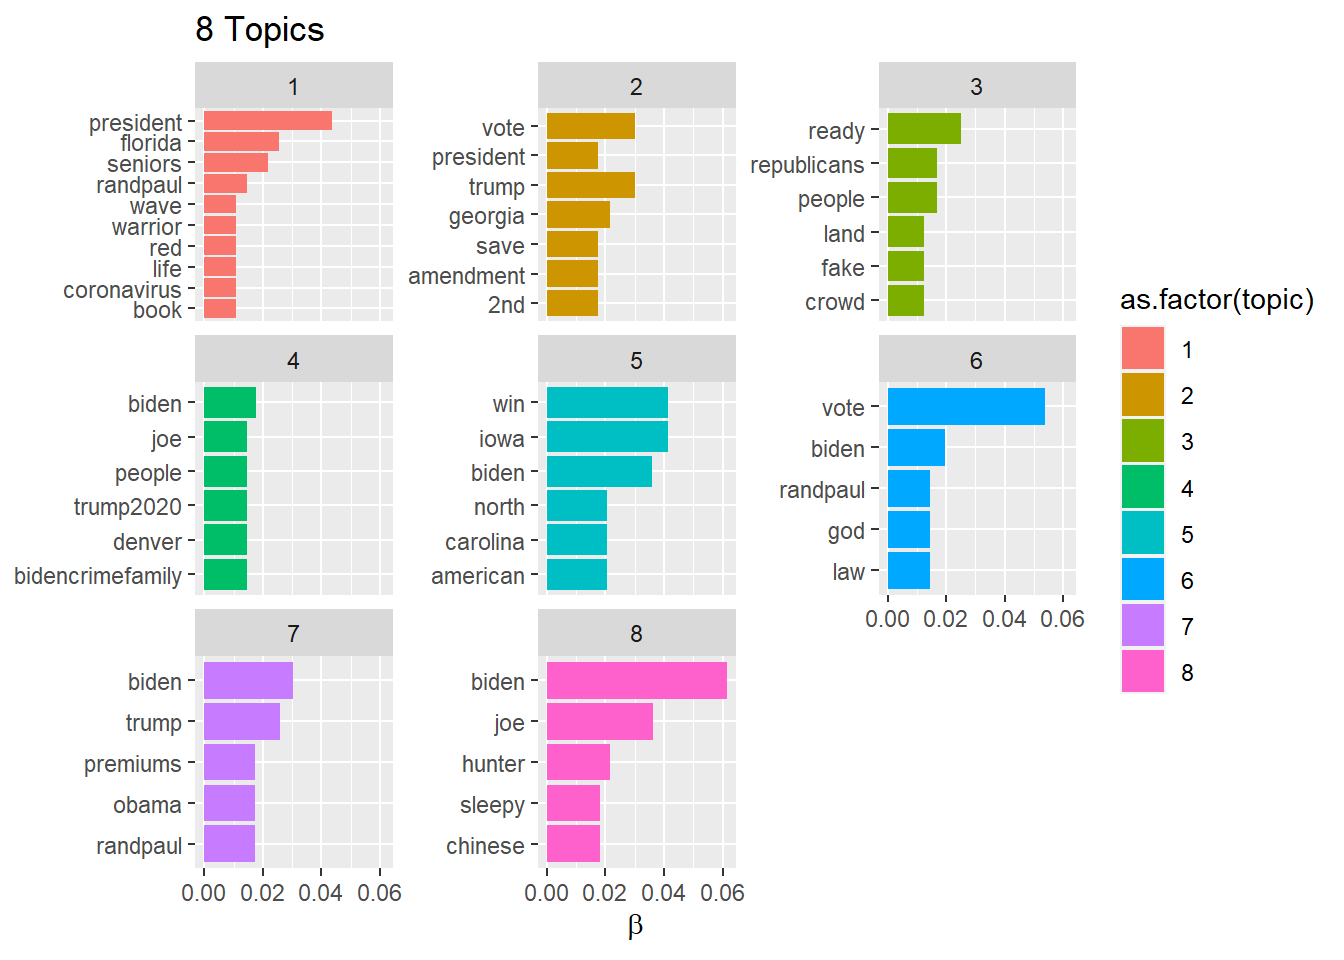 8 Topics
1
president
florida
seniors
randpaul
wave
warrior
red
life
coronavirus
book
2
vote
president
trump
georgia
save
amendment
2nd
3
ready
republicans
people
land
fake
crowd
4
biden
joe
people
trump2020
denver
bidencrimefamily
5
win
iowa
biden
north
carolina
american
6
vote
biden
randpaul
god
law
0.00 0.02 0.04 0.06
7
biden
trump
premiums
obama
randpaul
0.00 0.02 0.04 0.06
8
biden
joe
hunter
sleepy
chinese
0.00 0.02 0.04 0.06
β
as.factor(topic)
1
2
3
4
5
6
7
8